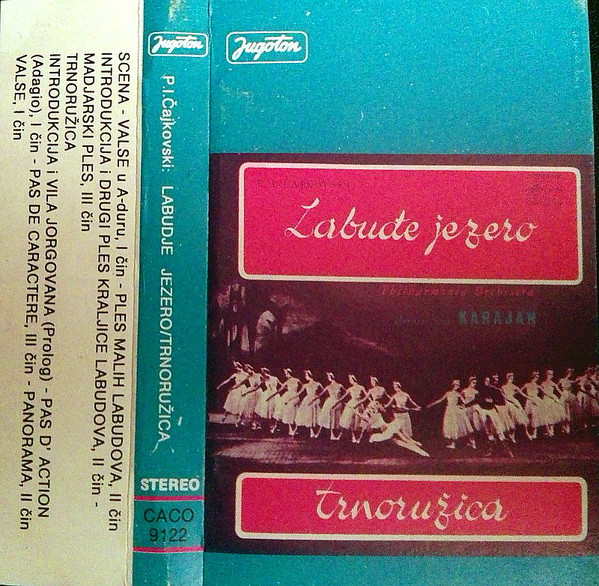 SCENA - VALSE u A-duru, I čin - PLES MALIH LABUDOVA, II čin
INTRODUKCIJA i DRUGI PLES KRALJICE LABUDOVA, II čin -
MADJARSKI PLES, III čin
TRNORUŽICA
INTRODUKCIJA i VILA JORGOVANA (Prolog) - PAS D' ACTION
(Adagio), I čin - PAS DE CARACTERE, III čin - PANORAMA, II čin
VALSE, I čin
Jugoton
P.I.Čajkovski: LABUDJE JEZERO/TRNORUŽICA
STEREO
CACO
9122
Jugoton
Labuđe jezero
Philharmonia Orchestra
KARAJAN
trnoružica